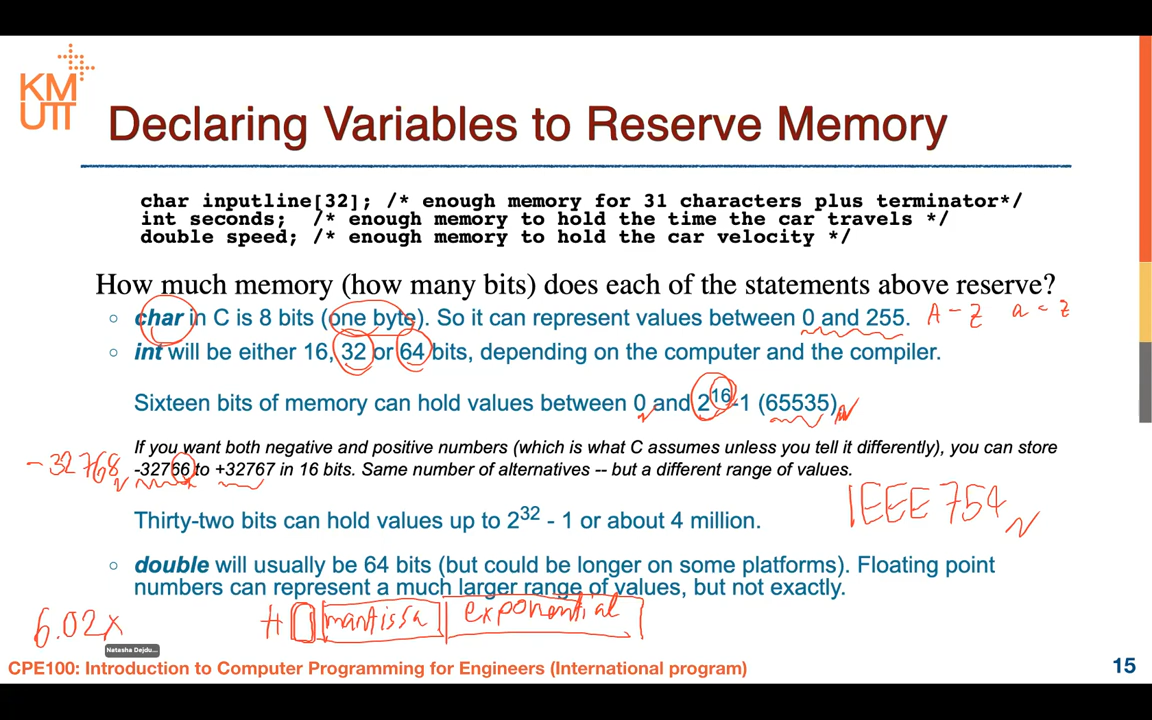 KM
UTT
Declaring Variables to Reserve Memory
char inputline[32]; /* enough memory for 31 characters plus terminator*/
int seconds; /* enough memory to hold the time the car travels */
double speed; /* enough memory to hold the car velocity */
How much memory (how many bits) does each of the statements above reserve?
char in C is 8 bits (one byte). So it can represent values between 0 and 255. A - Z a - z
int will be either 16, 32 or 64 bits, depending on the computer and the compiler.
Sixteen bits of memory can hold values between 0 and 2^16-1 (65535)
If you want both negative and positive numbers (which is what C assumes unless you tell it differently), you can store
-32768 -32766 to +32767 in 16 bits. Same number of alternatives -- but a different range of values.
IEEE 754
Thirty-two bits can hold values up to 2^32 - 1 or about 4 million.
double will usually be 64 bits (but could be longer on some platforms). Floating point
numbers can represent a much larger range of values, but not exactly.
6.02x mantissa exponential
Natasha Dejdu...
CPE100: Introduction to Computer Programming for Engineers (International program) 15